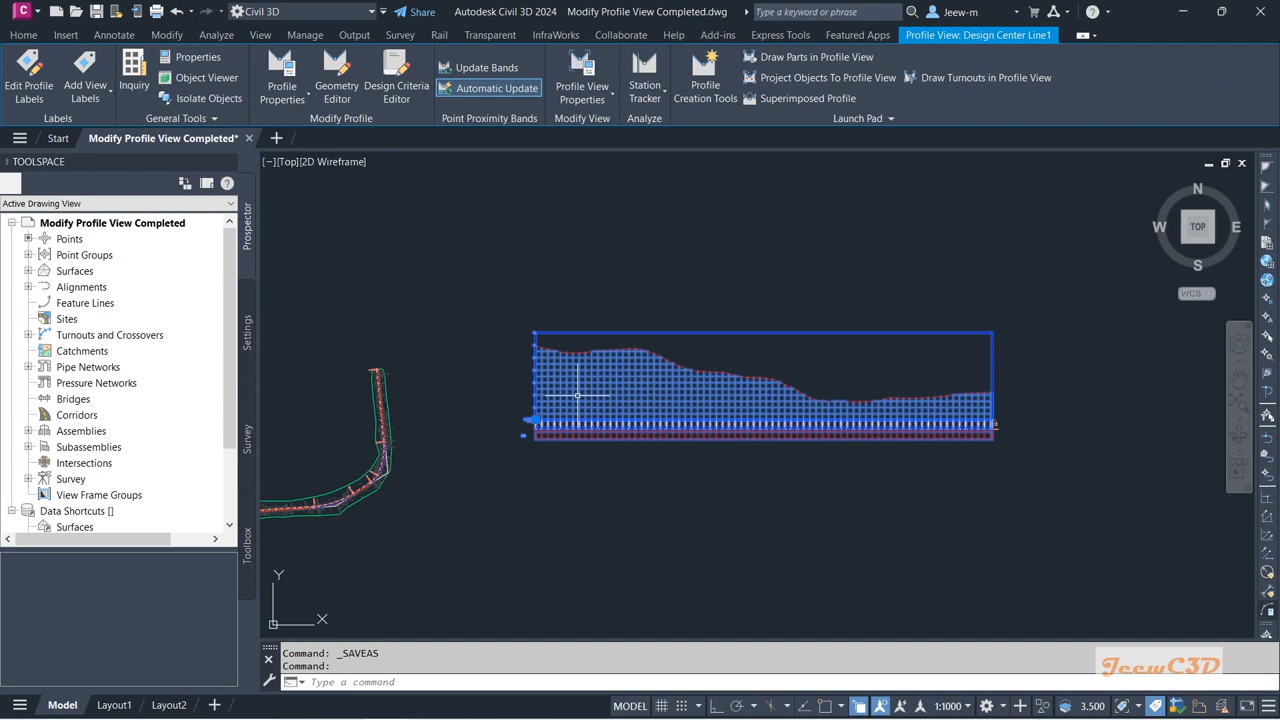 Civil 3D
Share
Autodesk Civil 3D 2024 Modify Profile View Completed.dwg
Type a keyword or phrase
Jeew-m
Home Insert Annotate Modify Analyze View Manage Output Survey Rail Transparent InfraWorks Collaborate Help Add-ins Express Tools Featured Apps Profile View: Design Center Line1
Edit Profile Labels
Add View Labels
Labels
Inquiry
Properties
Object Viewer
Isolate Objects
General Tools
Profile Properties
Geometry Editor
Design Criteria Editor
Modify Profile
Update Bands
Automatic Update
Point Proximity Bands
Profile View Properties
Modify View
Station Tracker
Analyze
Profile Creation Tools
Draw Parts in Profile View
Project Objects To Profile View
Superimposed Profile
Draw Turnouts in Profile View
Launch Pad
Start
Modify Profile View Completed*
TOOLSPACE
[−][Top][2D Wireframe]
Active Drawing View
Modify Profile View Completed
Points
Point Groups
Surfaces
Alignments
Feature Lines
Sites
Turnouts and Crossovers
Catchments
Pipe Networks
Pressure Networks
Bridges
Corridors
Assemblies
Subassemblies
Intersections
Survey
View Frame Groups
Data Shortcuts []
Surfaces
Prospector
Settings
Survey
Toolbox
N
W TOP E
S
WCS
Y
X
Command: _SAVEAS
Command:
Type a command
JeewC3D
Model Layout1 Layout2
MODEL 1:1000 3.500